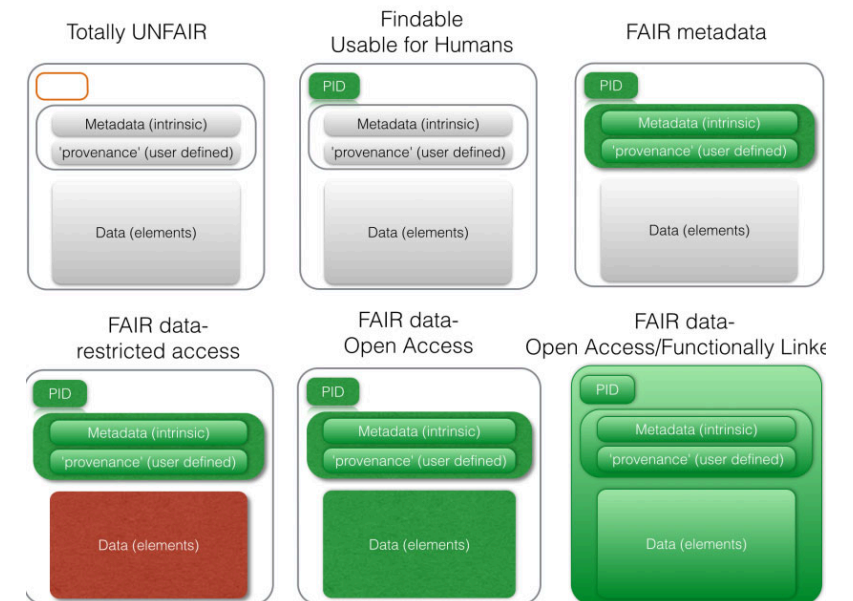 Totally UNFAIR
Findable
Usable for Humans
FAIR metadata
Metadata (intrinsic)
'provenance' (user defined)
Data (elements)
PID
Metadata (intrinsic)
'provenance' (user defined)
Data (elements)
PID
Metadata (intrinsic)
'provenance' (user defined)
Data (elements)
FAIR data-
restricted access
FAIR data-
Open Access
FAIR data-
Open Access/Functionally Linke
PID
Metadata (intrinsic)
'provenance' (user defined)
Data (elements)
PID
Metadata (intrinsic)
'provenance' (user defined)
Data (elements)
PID
Metadata (intrinsic)
'provenance' (user defined)
Data (elements)